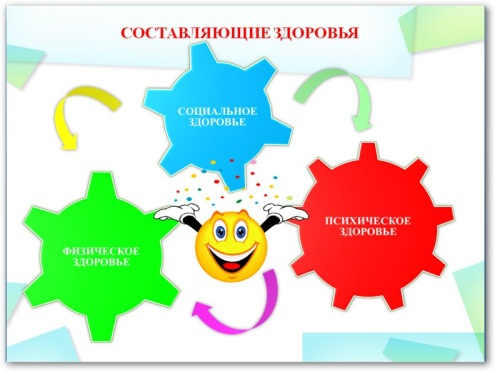 СОСТАВЛЯЮЩИЕ ЗДОРОВЬЯ
СОЦИАЛЬНОЕ
ЗДОРОВЬЕ
ПСИХИЧЕСКОЕ
ЗДОРОВЬЕ
ФИЗИЧЕСКОЕ
ЗДОРОВЬЕ